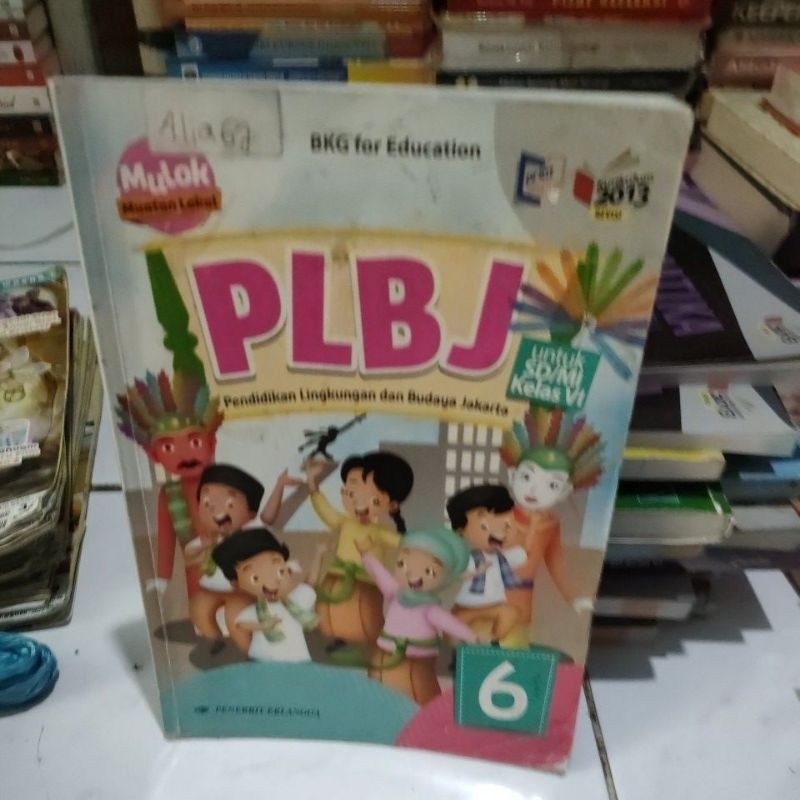 BKG for Education
Mulok
Muatan Lokal
Kurikulum
2013
REVISI
PLBJ
untuk
SD/MI
Kelas VI
Pendidikan Lingkungan dan Budaya Jakarta
6
PENERBIT ERLANGGA